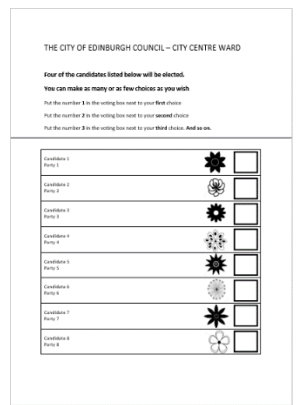 THE CITY OF EDINBURGH COUNCIL – CITY CENTRE WARD
Four of the candidates listed below will be elected.
You can make as many or as few choices as you wish
Put the number 1 in the voting box next to your first choice
Put the number 2 in the voting box next to your second choice
Put the number 3 in the voting box next to your third choice. And so on.
Candidate 1
Party 1
Candidate 2
Party 2
Candidate 3
Party 3
Candidate 4
Party 4
Candidate 5
Party 5
Candidate 6
Party 6
Candidate 7
Party 7
Candidate 8
Party 8